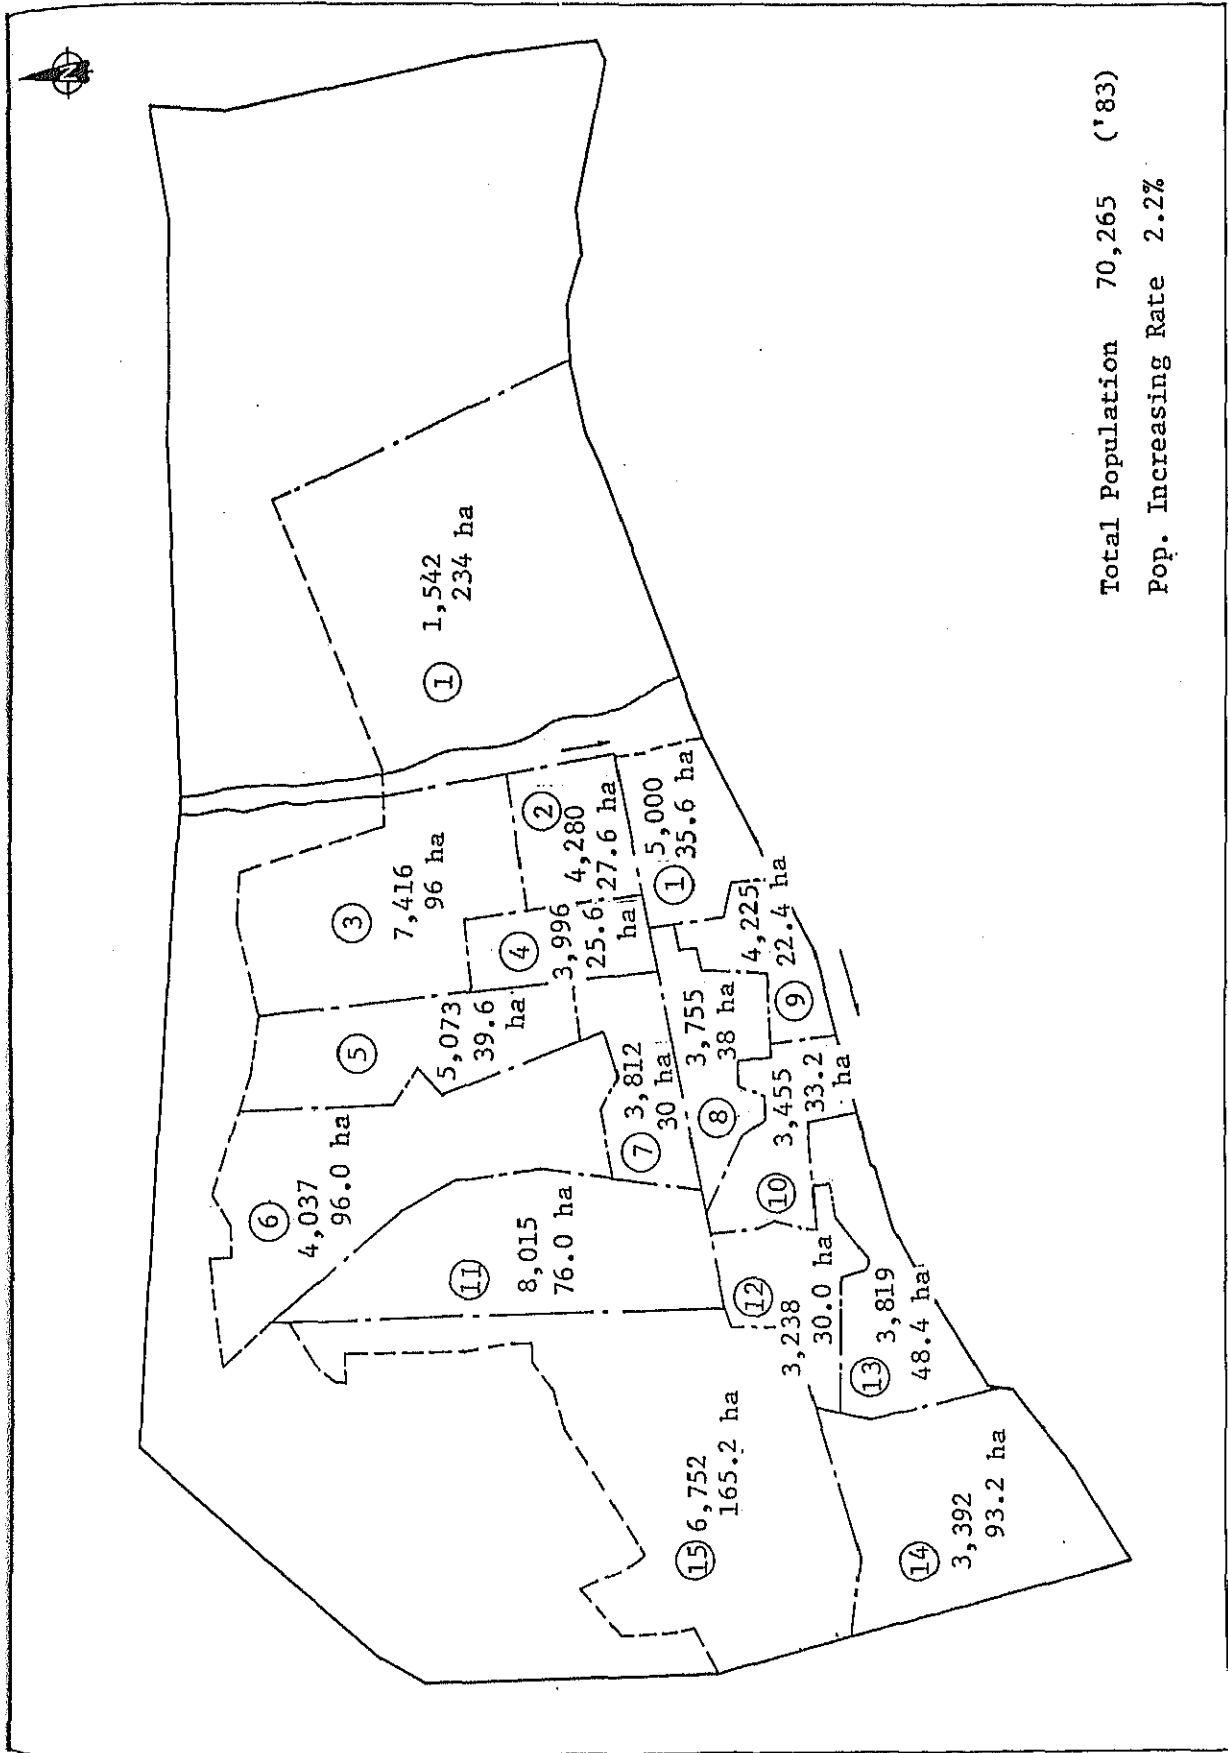 N
① 1,542
234 ha
② 4,280
27.6 ha
① 5,000
35.6 ha
③ 7,416
96 ha
④ 3,996
25.6 ha
⑤ 5,073
39.6 ha
⑥ 4,037
96.0 ha
⑦ 3,812
30 ha
⑧ 3,755
38 ha
⑨ 4,225
22.4 ha
⑩ 3,455
33.2 ha
⑪ 8,015
76.0 ha
⑫ 3,238
30.0 ha
⑬ 3,819
48.4 ha
⑭ 3,392
93.2 ha
⑮ 6,752
165.2 ha
Total Population 70,265 ('83)
Pop. Increasing Rate 2.2%